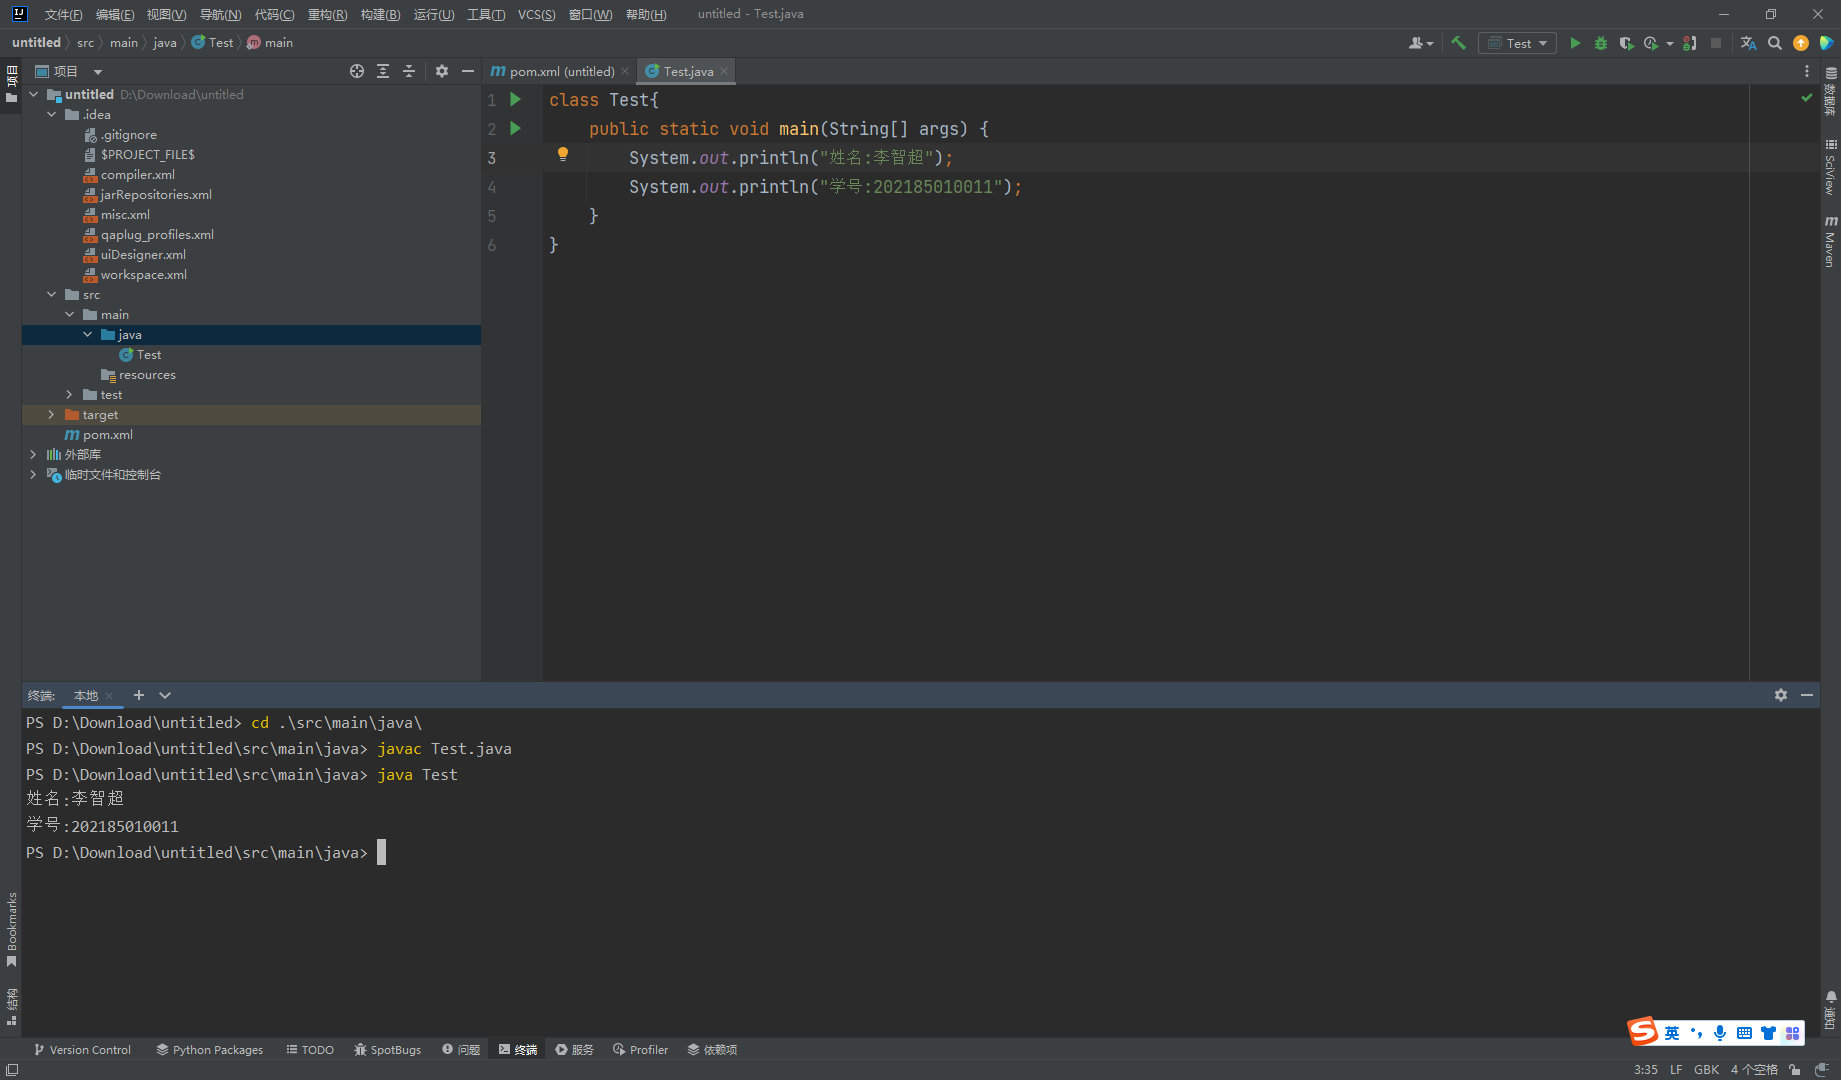 文件(F) 编辑(E) 视图(V) 导航(N) 代码(C) 重构(R) 构建(B) 运行(U) 工具(T) VCS(S) 窗口(W) 帮助(H) untitled - Test.java
untitled src main java Test main
Test
项目
项目
pom.xml (untitled)
Test.java
untitled D:\Download\untitled
.idea
.gitignore
$PROJECT_FILE$
compiler.xml
jarRepositories.xml
misc.xml
qaplug_profiles.xml
uiDesigner.xml
workspace.xml
src
main
java
Test
resources
test
target
pom.xml
外部库
临时文件和控制台
1 class Test{
2 public static void main(String[] args) {
3 System.out.println("姓名:李智超");
4 System.out.println("学号:202185010011");
5 }
6 }
数据库
SciView
Maven
终端: 本地
PS D:\Download\untitled> cd .\src\main\java\
PS D:\Download\untitled\src\main\java> javac Test.java
PS D:\Download\untitled\src\main\java> java Test
姓名:李智超
学号:202185010011
PS D:\Download\untitled\src\main\java>
Bookmarks
结构
通知
英
Version Control Python Packages TODO SpotBugs 问题 终端 服务 Profiler 依赖项
3:35 LF GBK 4 个空格